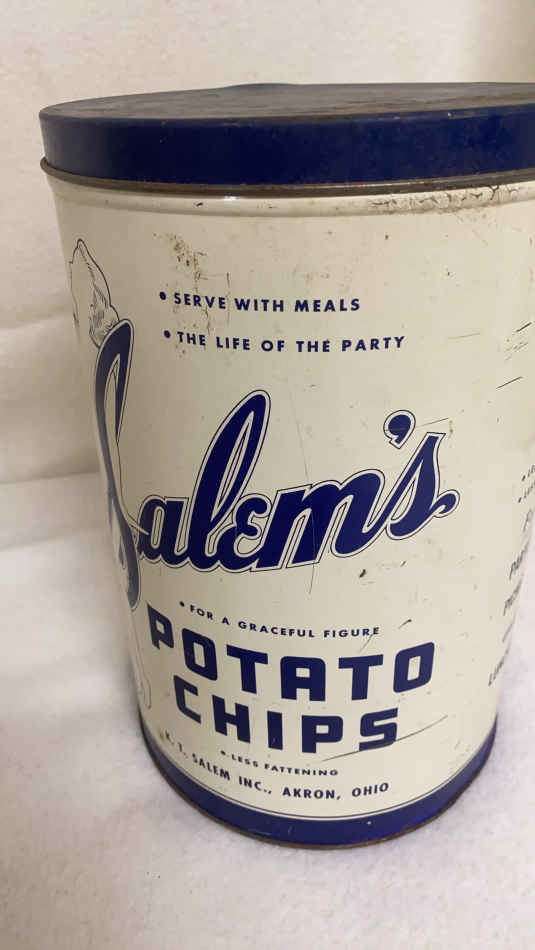 • SERVE WITH MEALS
• THE LIFE OF THE PARTY
Salem's
• FOR A GRACEFUL FIGURE
POTATO
CHIPS
• LESS FATTENING
K. T. SALEM INC., AKRON, OHIO